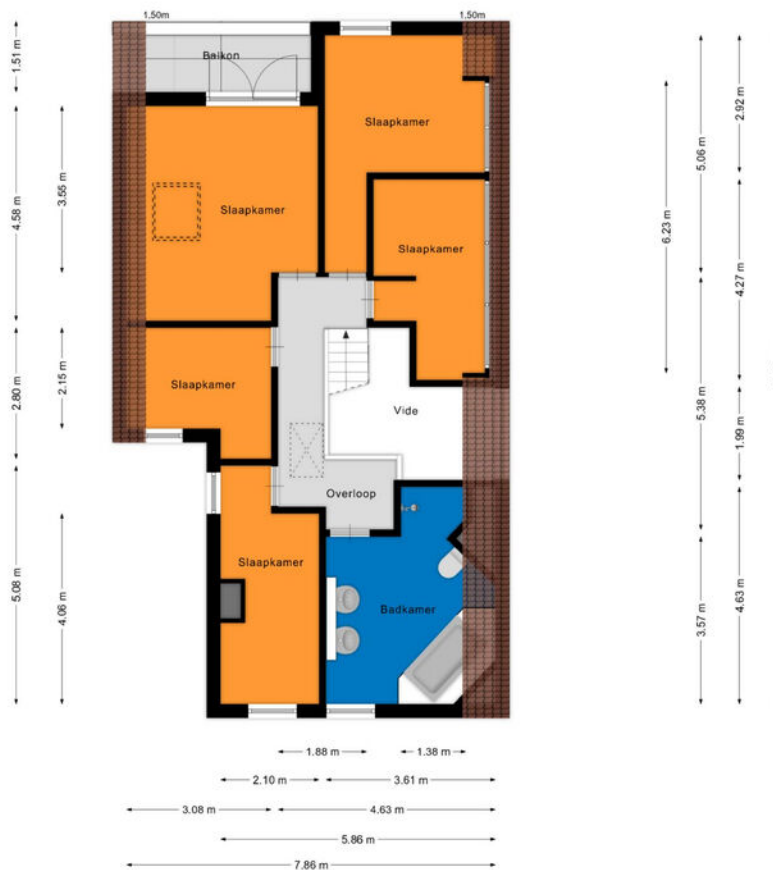 1.50m
1.50m
Balkon
Slaapkamer
Slaapkamer
Slaapkamer
Slaapkamer
Vide
Overloop
Slaapkamer
Badkamer
1.51 m
4.58 m
3.55 m
2.80 m
2.15 m
5.08 m
4.06 m
6.23 m
5.06 m
2.92 m
4.27 m
5.38 m
1.99 m
3.57 m
4.63 m
1.88 m
1.38 m
2.10 m
3.61 m
3.08 m
4.63 m
5.86 m
7.86 m